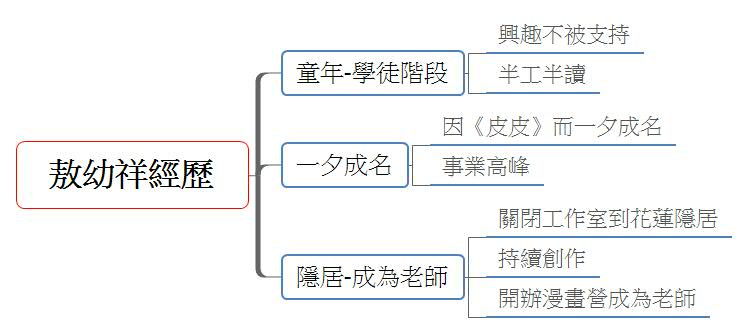 敖幼祥經歷
童年-學徒階段
興趣不被支持
半工半讀
一夕成名
因《皮皮》而一夕成名
事業高峰
隱居-成為老師
關閉工作室到花蓮隱居
持續創作
開辦漫畫營成為老師